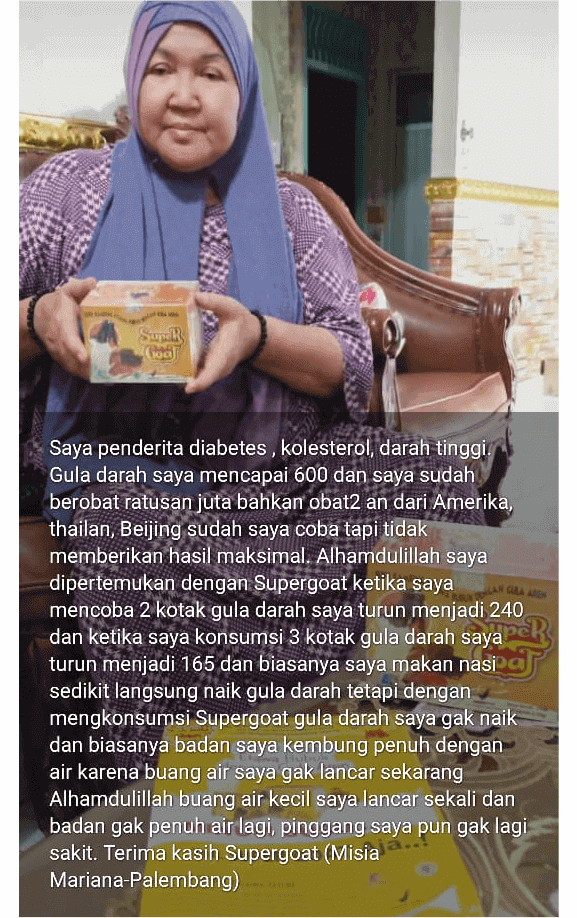 SupeR
Goat
Saya penderita diabetes , kolesterol, darah tinggi.
Gula darah saya mencapai 600 dan saya sudah
berobat ratusan juta bahkan obat2 an dari Amerika,
thailan, Beijing sudah saya coba tapi tidak
memberikan hasil maksimal. Alhamdulillah saya
dipertemukan dengan Supergoat ketika saya
mencoba 2 kotak gula darah saya turun menjadi 240
dan ketika saya konsumsi 3 kotak gula darah saya
turun menjadi 165 dan biasanya saya makan nasi
sedikit langsung naik gula darah tetapi dengan
mengkonsumsi Supergoat gula darah saya gak naik
dan biasanya badan saya kembung penuh dengan
air karena buang air saya gak lancar sekarang
Alhamdulillah buang air kecil saya lancar sekali dan
badan gak penuh air lagi, pinggang saya pun gak lagi
sakit. Terima kasih Supergoat (Misia
Mariana-Palembang)
DENGAN GULA AREN
SupeR
Goat
Aja..!